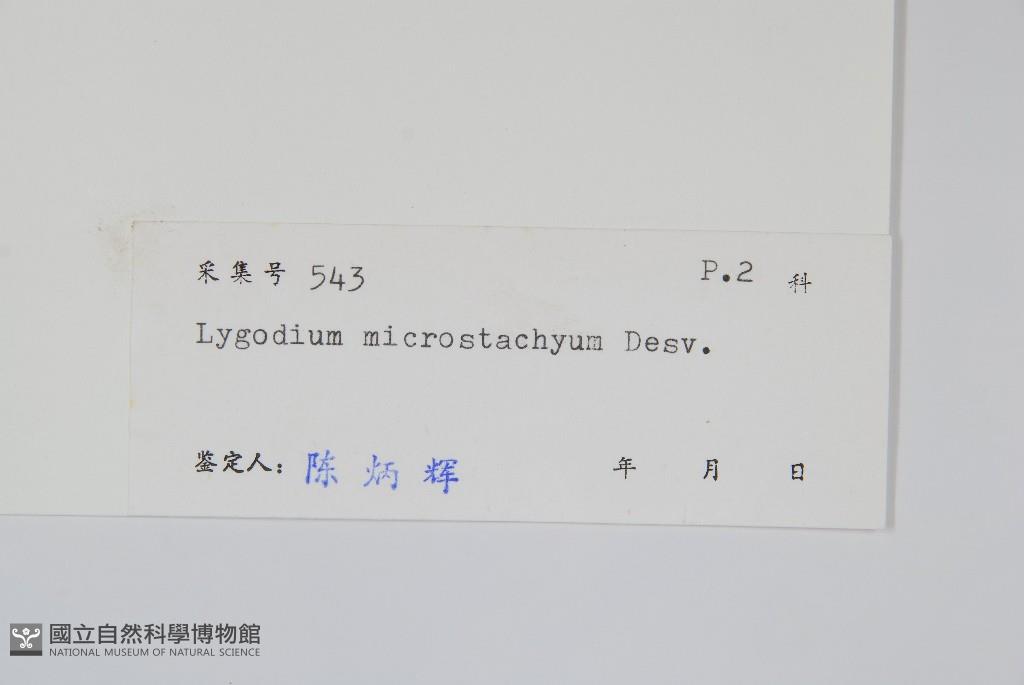 采集号 543 P.2 科
Lygodium microstachyum Desv.
鉴定人： 陈炳辉 年 月 日
國立自然科學博物館
NATIONAL MUSEUM OF NATURAL SCIENCE